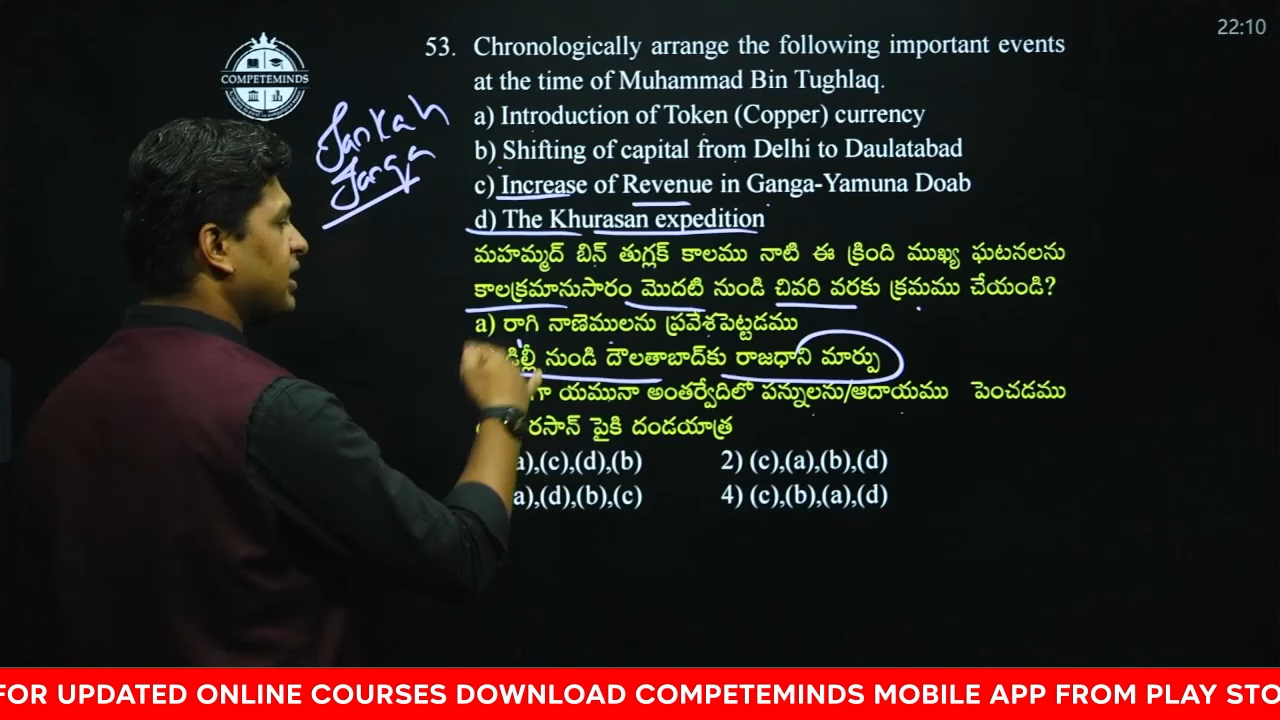 22:10
COMPETEMINDS
53. Chronologically arrange the following important events
at the time of Muhammad Bin Tughlaq.
a) Introduction of Token (Copper) currency
b) Shifting of capital from Delhi to Daulatabad
c) Increase of Revenue in Ganga-Yamuna Doab
d) The Khurasan expedition
మహమ్మద్ బిన్ తుగ్లక్ కాలము నాటి ఈ క్రింది ముఖ్య ఘటనలను
కాలక్రమానుసారం మొదటి నుండి చివరి వరకు క్రమము చేయండి?
a) రాగి నాణెములను ప్రవేశపెట్టడము
నుండి దౌలతాబాద్‌కు రాజధాని మార్పు
యమునా అంతర్వేదిలో పన్నులను/ఆదాయము పెంచడము
పైకి దండయాత్ర
a),(c),(d),(b) 2) (c),(a),(b),(d)
a),(d),(b),(c) 4) (c),(b),(a),(d)
FOR UPDATED ONLINE COURSES DOWNLOAD COMPETEMINDS MOBILE APP FROM PLAY STO